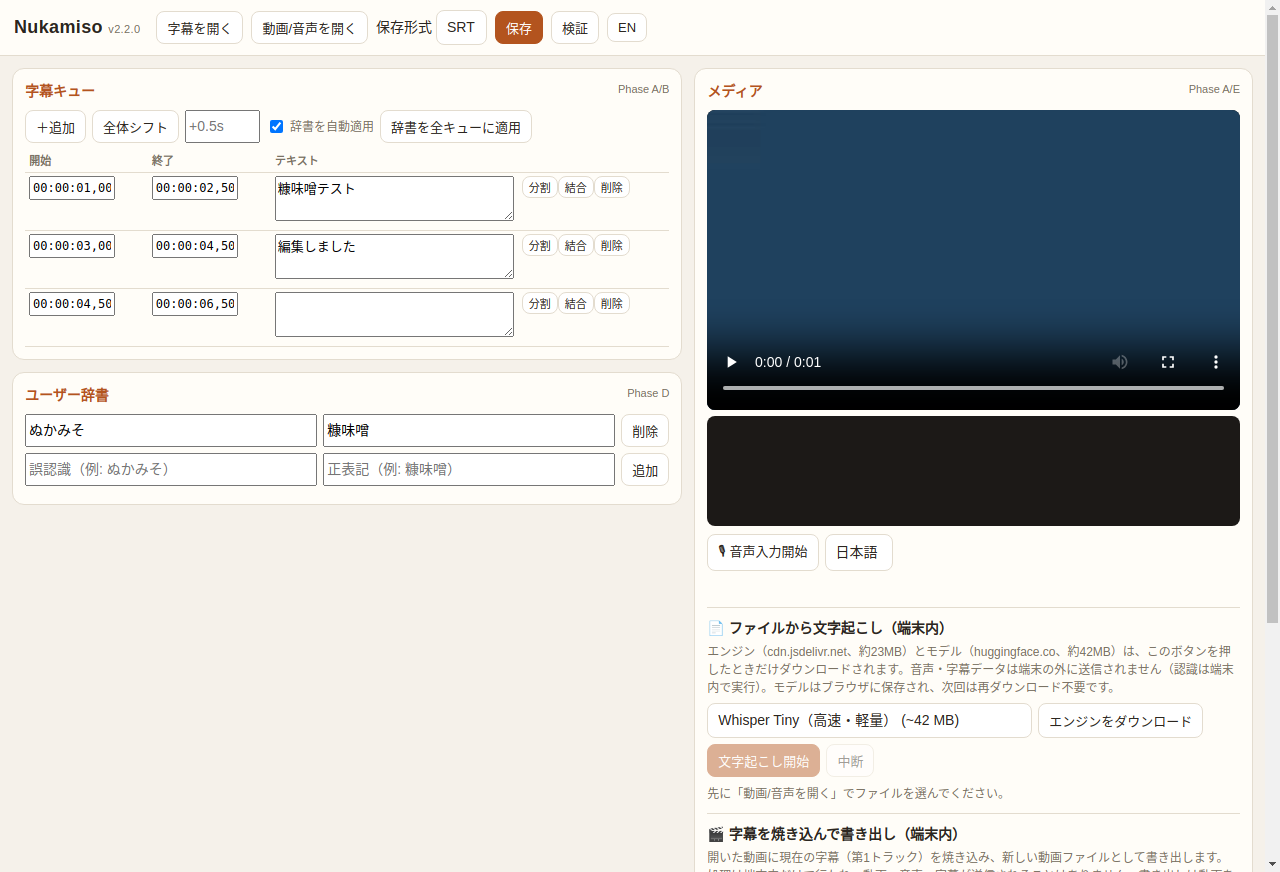 Nukamiso v2.2.0 字幕を開く 動画/音声を開く 保存形式 SRT 保存 検証 EN
字幕キュー Phase A/B
＋追加 全体シフト +0.5s 辞書を自動適用 辞書を全キューに適用
開始 終了 テキスト
00:00:01,00 00:00:02,50 糠味噌テスト 分割 結合 削除
00:00:03,00 00:00:04,50 編集しました 分割 結合 削除
00:00:04,50 00:00:06,50 分割 結合 削除
ユーザー辞書 Phase D
ぬかみそ 糠味噌 削除
誤認識（例: ぬかみそ） 正表記（例: 糠味噌） 追加
メディア Phase A/E
0:00 / 0:01
音声入力開始 日本語
ファイルから文字起こし（端末内）
エンジン（cdn.jsdelivr.net、約23MB）とモデル（huggingface.co、約42MB）は、このボタンを押
したときだけダウンロードされます。音声・字幕データは端末の外に送信されません（認識は端末
内で実行）。モデルはブラウザに保存され、次回は再ダウンロード不要です。
Whisper Tiny（高速・軽量） (~42 MB) エンジンをダウンロード
文字起こし開始 中断
先に「動画/音声を開く」でファイルを選んでください。
字幕を焼き込んで書き出し（端末内）
開いた動画に現在の字幕（第1トラック）を焼き込み、新しい動画ファイルとして書き出します。